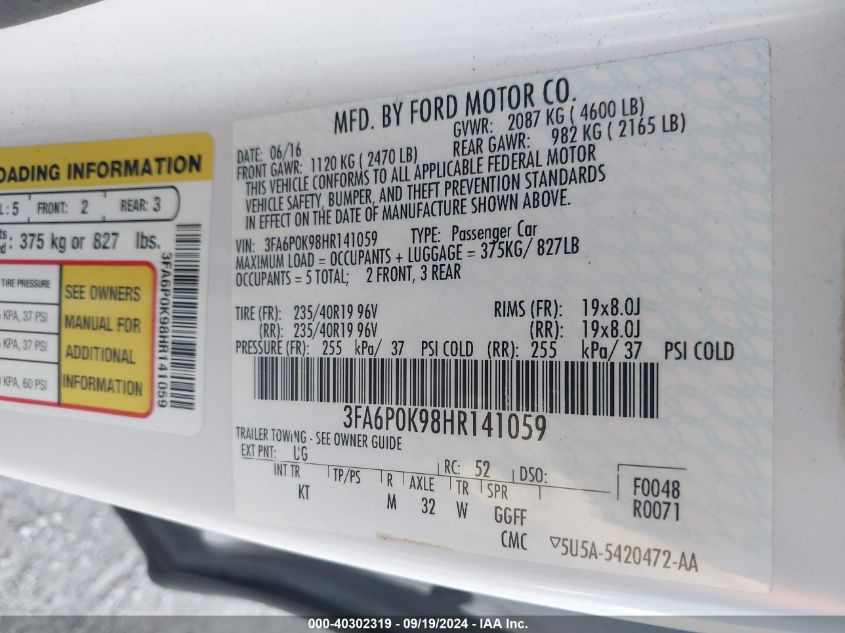 OADING INFORMATION
L: 5 FRONT: 2 REAR: 3
375 kg or 827 lbs.
TIRE PRESSURE
KPA, 37 PSI
KPA, 37 PSI
KPA, 60 PSI
SEE OWNERS
MANUAL FOR
ADDITIONAL
INFORMATION
3FA6P0K98HR141059
MFD. BY FORD MOTOR CO.
DATE: 06/16 GVWR: 2087 KG ( 4600 LB)
FRONT GAWR: 1120 KG ( 2470 LB) REAR GAWR: 982 KG ( 2165 LB)
THIS VEHICLE CONFORMS TO ALL APPLICABLE FEDERAL MOTOR
VEHICLE SAFETY, BUMPER, AND THEFT PREVENTION STANDARDS
IN EFFECT ON THE DATE OF MANUFACTURE SHOWN ABOVE.
VIN: 3FA6P0K98HR141059 TYPE: Passenger Car
MAXIMUM LOAD = OCCUPANTS + LUGGAGE = 375KG/ 827LB
OCCUPANTS = 5 TOTAL; 2 FRONT, 3 REAR
TIRE (FR): 235/40R19 96V RIMS (FR): 19x8.0J
(RR): 235/40R19 96V (RR): 19x8.0J
PRESSURE (FR): 255 kPa/ 37 PSI COLD (RR): 255 kPa/ 37 PSI COLD
3FA6P0K98HR141059
TRAILER TOWING - SEE OWNER GUIDE
EXT PNT: UG RC: 52 DSO:
INT TR TP/PS R AXLE TR SPR F0048
KT M 32 W GGFF R0071
CMC ▽5U5A-5420472-AA
000-40302319 - 09/19/2024 - IAA Inc.